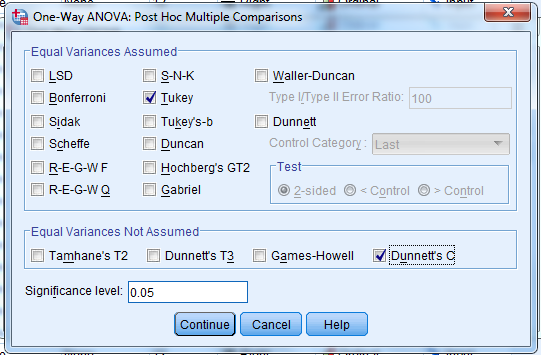 One-Way ANOVA: Post Hoc Multiple Comparisons
Equal Variances Assumed
LSD S-N-K Waller-Duncan
Bonferroni Tukey Type I/Type II Error Ratio: 100
Sidak Tukey's-b Dunnett
Scheffe Duncan Control Category: Last
R-E-G-W F Hochberg's GT2 Test
R-E-G-W Q Gabriel 2-sided < Control > Control
Equal Variances Not Assumed
Tamhane's T2 Dunnett's T3 Games-Howell Dunnett's C
Significance level: 0.05
Continue Cancel Help